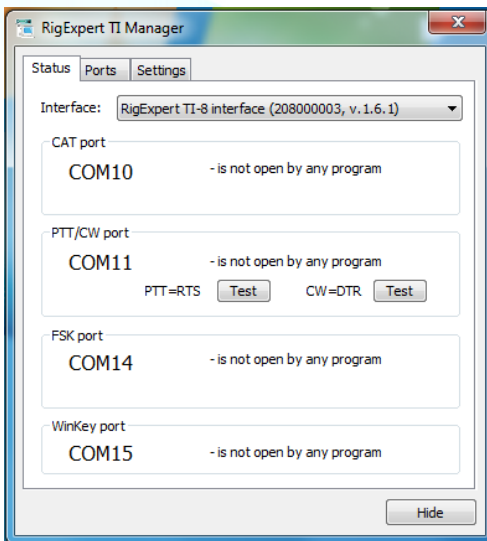 RigExpert TI Manager
Status Ports Settings
Interface: RigExpert TI-8 interface (208000003, v.1.6.1)
CAT port
COM10 - is not open by any program
PTT/CW port
COM11 - is not open by any program
PTT=RTS Test CW=DTR Test
FSK port
COM14 - is not open by any program
WinKey port
COM15 - is not open by any program
Hide